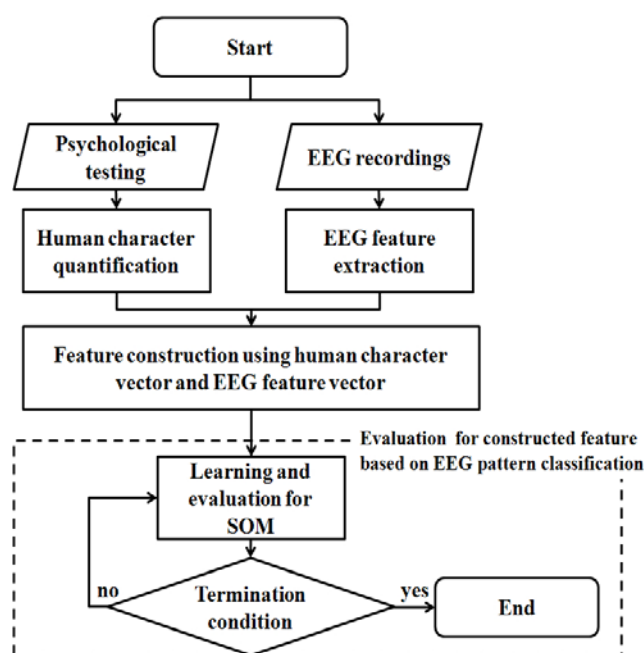 Start
Psychological
testing
EEG recordings
Human character
quantification
EEG feature
extraction
Feature construction using human character
vector and EEG feature vector
Evaluation for constructed feature
based on EEG pattern classification
Learning and
evaluation for
SOM
no
Termination
condition
yes
End